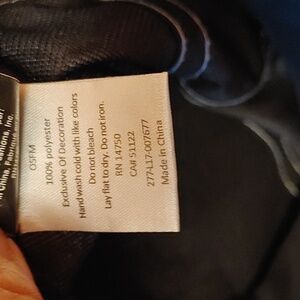 OSFM
100% polyester
Exclusive Of Decoration
Hand wash cold with like colors
Do not bleach
Lay flat to dry. Do not iron.
RN 14750
CA# 51122
277-L17-007677
Made in China